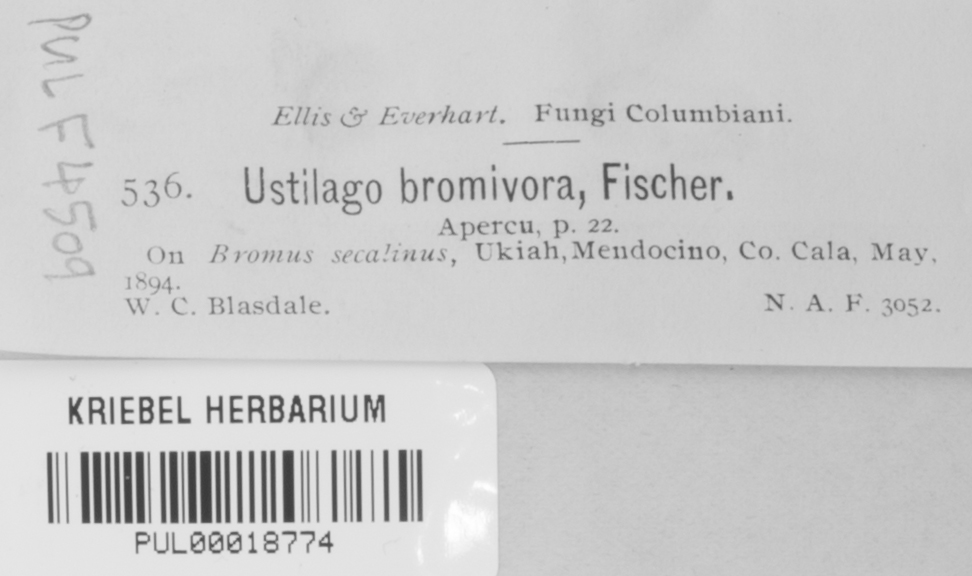 PUL F4509
Ellis & Everhart. Fungi Columbiani.
536. Ustilago bromivora, Fischer.
Apercu, p. 22.
On Bromus secalinus, Ukiah, Mendocino, Co. Cala, May,
1894.
W. C. Blasdale. N. A. F. 3052.
KRIEBEL HERBARIUM
PUL00018774